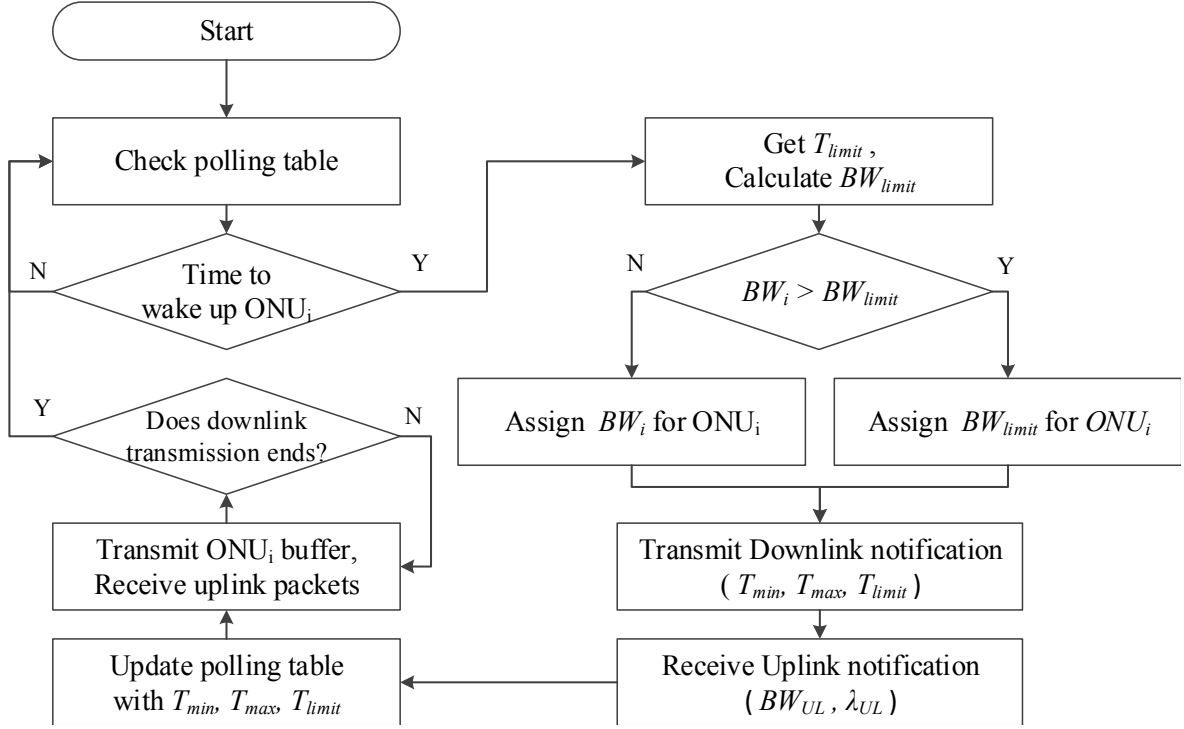 Start
Check polling table
N
Time to
wake up ONUi
Y
Get Tlimit ,
Calculate BWlimit
N
BWi > BWlimit
Y
Assign BWi for ONUi
Assign BWlimit for ONUi
Y
Does downlink
transmission ends?
N
Transmit ONUi buffer,
Receive uplink packets
Transmit Downlink notification
( Tmin, Tmax, Tlimit )
Update polling table
with Tmin, Tmax, Tlimit
Receive Uplink notification
( BWUL , λUL )